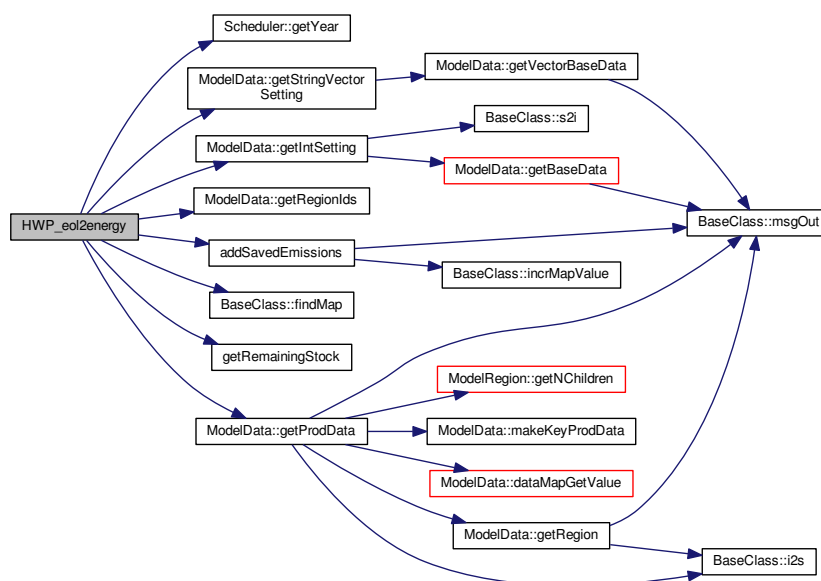 Scheduler::getYear
ModelData::getStringVector
Setting
ModelData::getVectorBaseData
BaseClass::s2i
ModelData::getIntSetting
ModelData::getBaseData
ModelData::getRegionIds
HWP_eol2energy
BaseClass::msgOut
addSavedEmissions
BaseClass::incrMapValue
BaseClass::findMap
getRemainingStock
ModelRegion::getNChildren
ModelData::getProdData
ModelData::makeKeyProdData
ModelData::dataMapGetValue
ModelData::getRegion
BaseClass::i2s